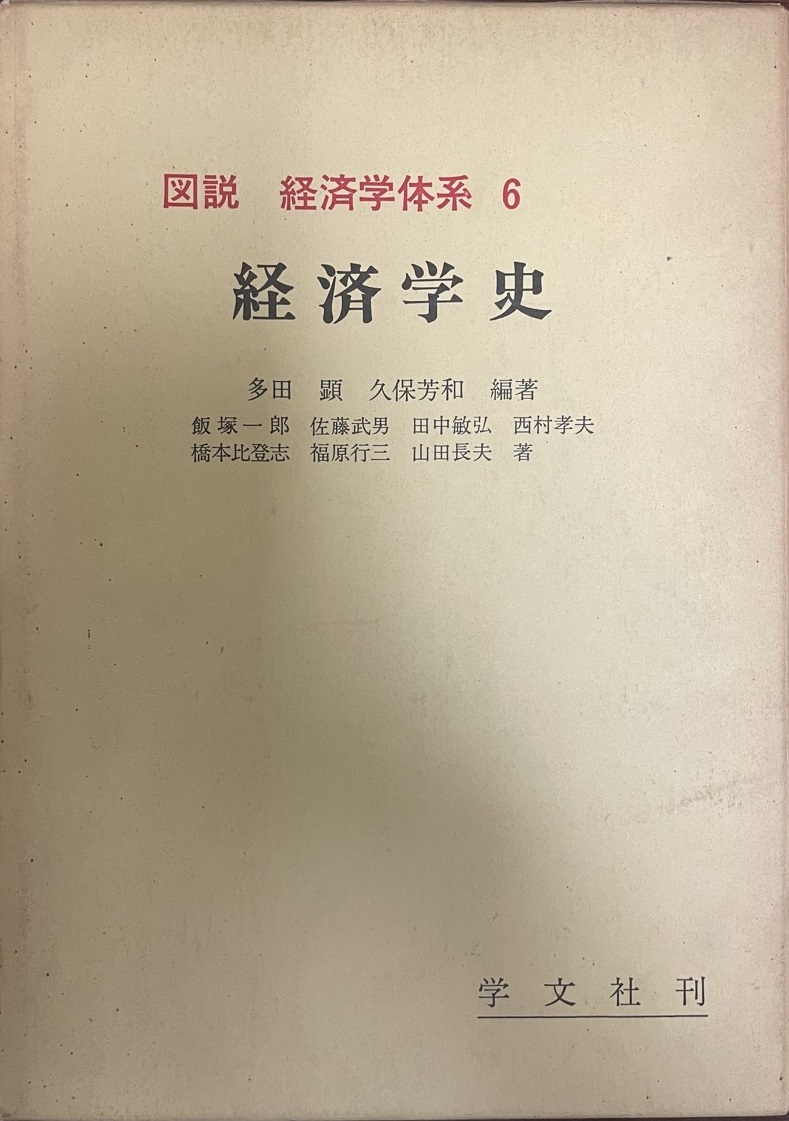 図説　経済学体系 6
経済学史
多田　顕　久保芳和　編著
飯塚一郎　佐藤武男　田中敏弘　西村孝夫
橋本比登志　福原行三　山田長夫　著
学文社刊